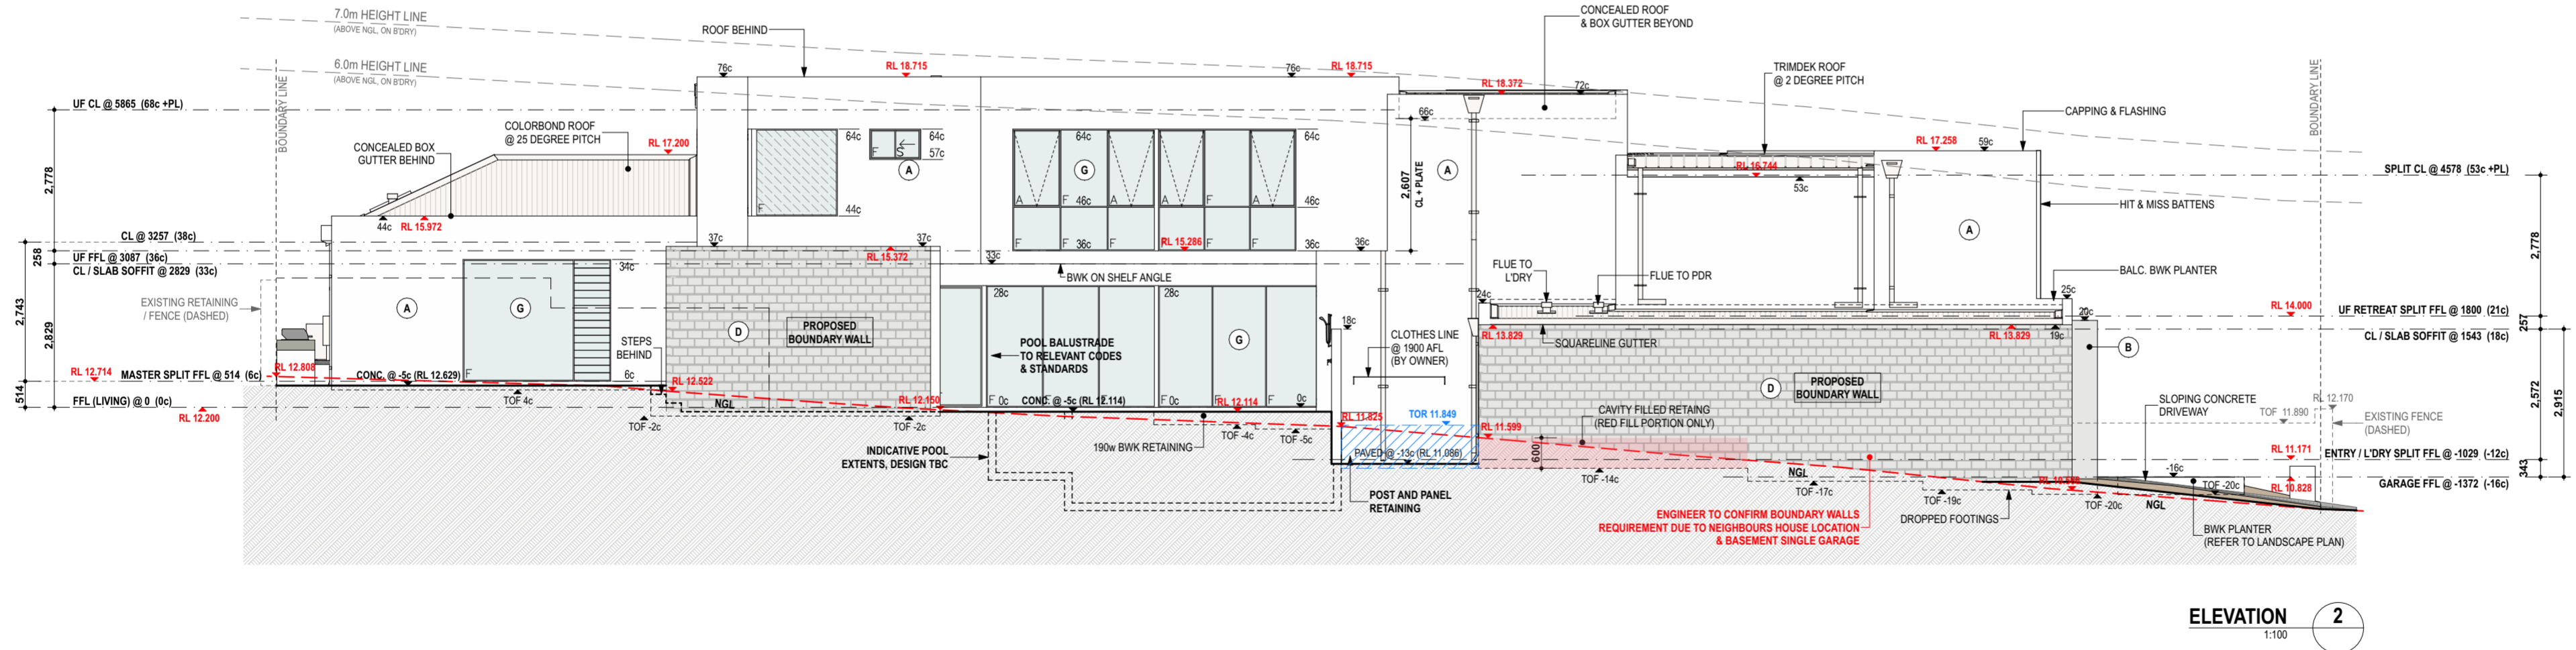 7.0m HEIGHT LINE
(ABOVE NGL, ON B'DRY)
6.0m HEIGHT LINE
(ABOVE NGL, ON B'DRY)
BOUNDARY LINE
ROOF BEHIND
76c
RL 18.715
76c
RL 18.715
CONCEALED ROOF
& BOX GUTTER BEYOND
RL 18.372
72c
66c
TRIMDEK ROOF
@ 2 DEGREE PITCH
CAPPING & FLASHING
BOUNDARY LINE
UF CL @ 5865 (68c +PL)
COLORBOND ROOF
@ 25 DEGREE PITCH
CONCEALED BOX
GUTTER BEHIND
RL 17.200
64c
F
44c
F
S
64c
57c
A
64c
64c
G
A
F
46c
A
A
F
A
46c
F
F
36c
F
F
F
F
RL 15.286
36c
36c
2,607
CL + PLATE
A
RL 17.258
59c
RL 16.744
53c
SPLIT CL @ 4578 (53c +PL)
HIT & MISS BATTENS
A
2,778
2,778
44c
RL 15.972
CL @ 3257 (38c)
258
UF FFL @ 3087 (36c)
CL / SLAB SOFFIT @ 2829 (33c)
37c
37c
RL 15.372
33c
BWK ON SHELF ANGLE
34c
EXISTING RETAINING
/ FENCE (DASHED)
A
G
F
6c
D
PROPOSED
BOUNDARY WALL
STEPS
BEHIND
28c
28c
POOL BALUSTRADE
TO RELEVANT CODES
& STANDARDS
G
18c
CLOTHES LINE
@ 1900 AFL
(BY OWNER)
FLUE TO
L'DRY
FLUE TO PDR
24c
RL 13.829
SQUARELINE GUTTER
RL 13.829
19c
25c
20c
BALC. BWK PLANTER
RL 14.000
UF RETREAT SPLIT FFL @ 1800 (21c)
257
CL / SLAB SOFFIT @ 1543 (18c)
B
2,743
2,829
RL 12.714
MASTER SPLIT FFL @ 514 (6c)
RL 12.808
CONC. @ -5c (RL 12.629)
TOF 4c
514
FFL (LIVING) @ 0 (0c)
RL 12.200
RL 12.522
NGL
TOF -2c
TOF -2c
RL 12.150
F
0c
CONC. @ -5c (RL 12.114)
F
0c
F
RL 12.114
F
0c
TOF -4c
TOF -5c
190w BWK RETAINING
INDICATIVE POOL
EXTENTS, DESIGN TBC
RL 11.825
TOR 11.849
RL 11.599
PAVED @ -13c (RL 11.086)
POST AND PANEL
RETAINING
600
CAVITY FILLED RETAING
(RED FILL PORTION ONLY)
D
PROPOSED
BOUNDARY WALL
TOF -14c
NGL
TOF -17c
TOF -19c
DROPPED FOOTINGS
ENGINEER TO CONFIRM BOUNDARY WALLS
REQUIREMENT DUE TO NEIGHBOURS HOUSE LOCATION
& BASEMENT SINGLE GARAGE
TOF -20c
NGL
-16c
TOF -20c
SLOPING CONCRETE
DRIVEWAY
TOF 11.890
RL 12.170
EXISTING FENCE
(DASHED)
2,572
2,915
RL 11.171
ENTRY / L'DRY SPLIT FFL @ -1029 (-12c)
343
RL 10.828
GARAGE FFL @ -1372 (-16c)
BWK PLANTER
(REFER TO LANDSCAPE PLAN)
ELEVATION
1:100
2